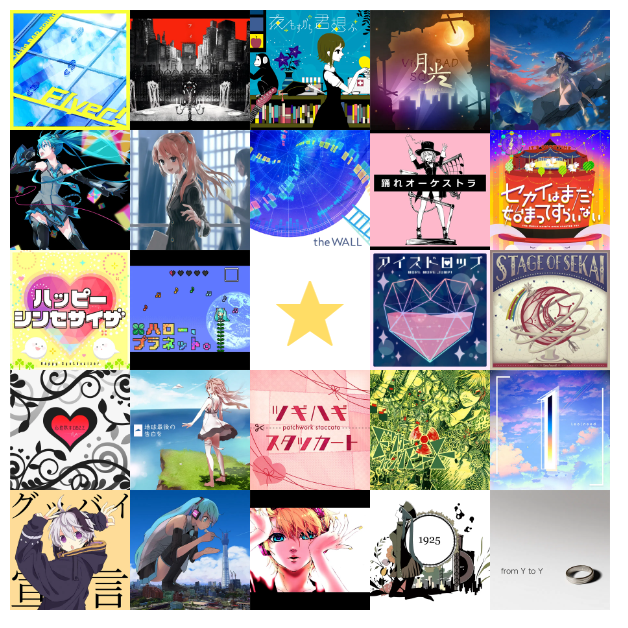 Elvec!
夜もすがら君想ふ
月光
theWALL
踊れオーケストラ
セカイはまだ
始まってすらいない
ハッピー
シンセサイザ
Happy Synthesizer
ハロー、
プラネット。
アイスドロップ
MORE MORE JUMP!
STAGE OF SEKAI
地球最後の
告白を
ツギハギ
patchwork staccato
スタッカート
グッバイ
宣言
1925
from Y to Y